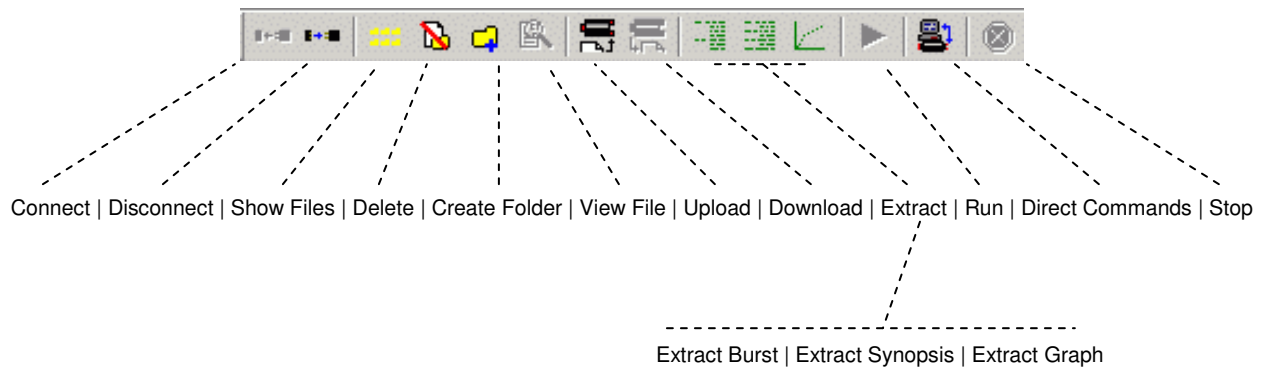 Connect | Disconnect | Show Files | Delete | Create Folder | View File | Upload | Download | Extract | Run | Direct Commands | Stop
Extract Burst | Extract Synopsis | Extract Graph